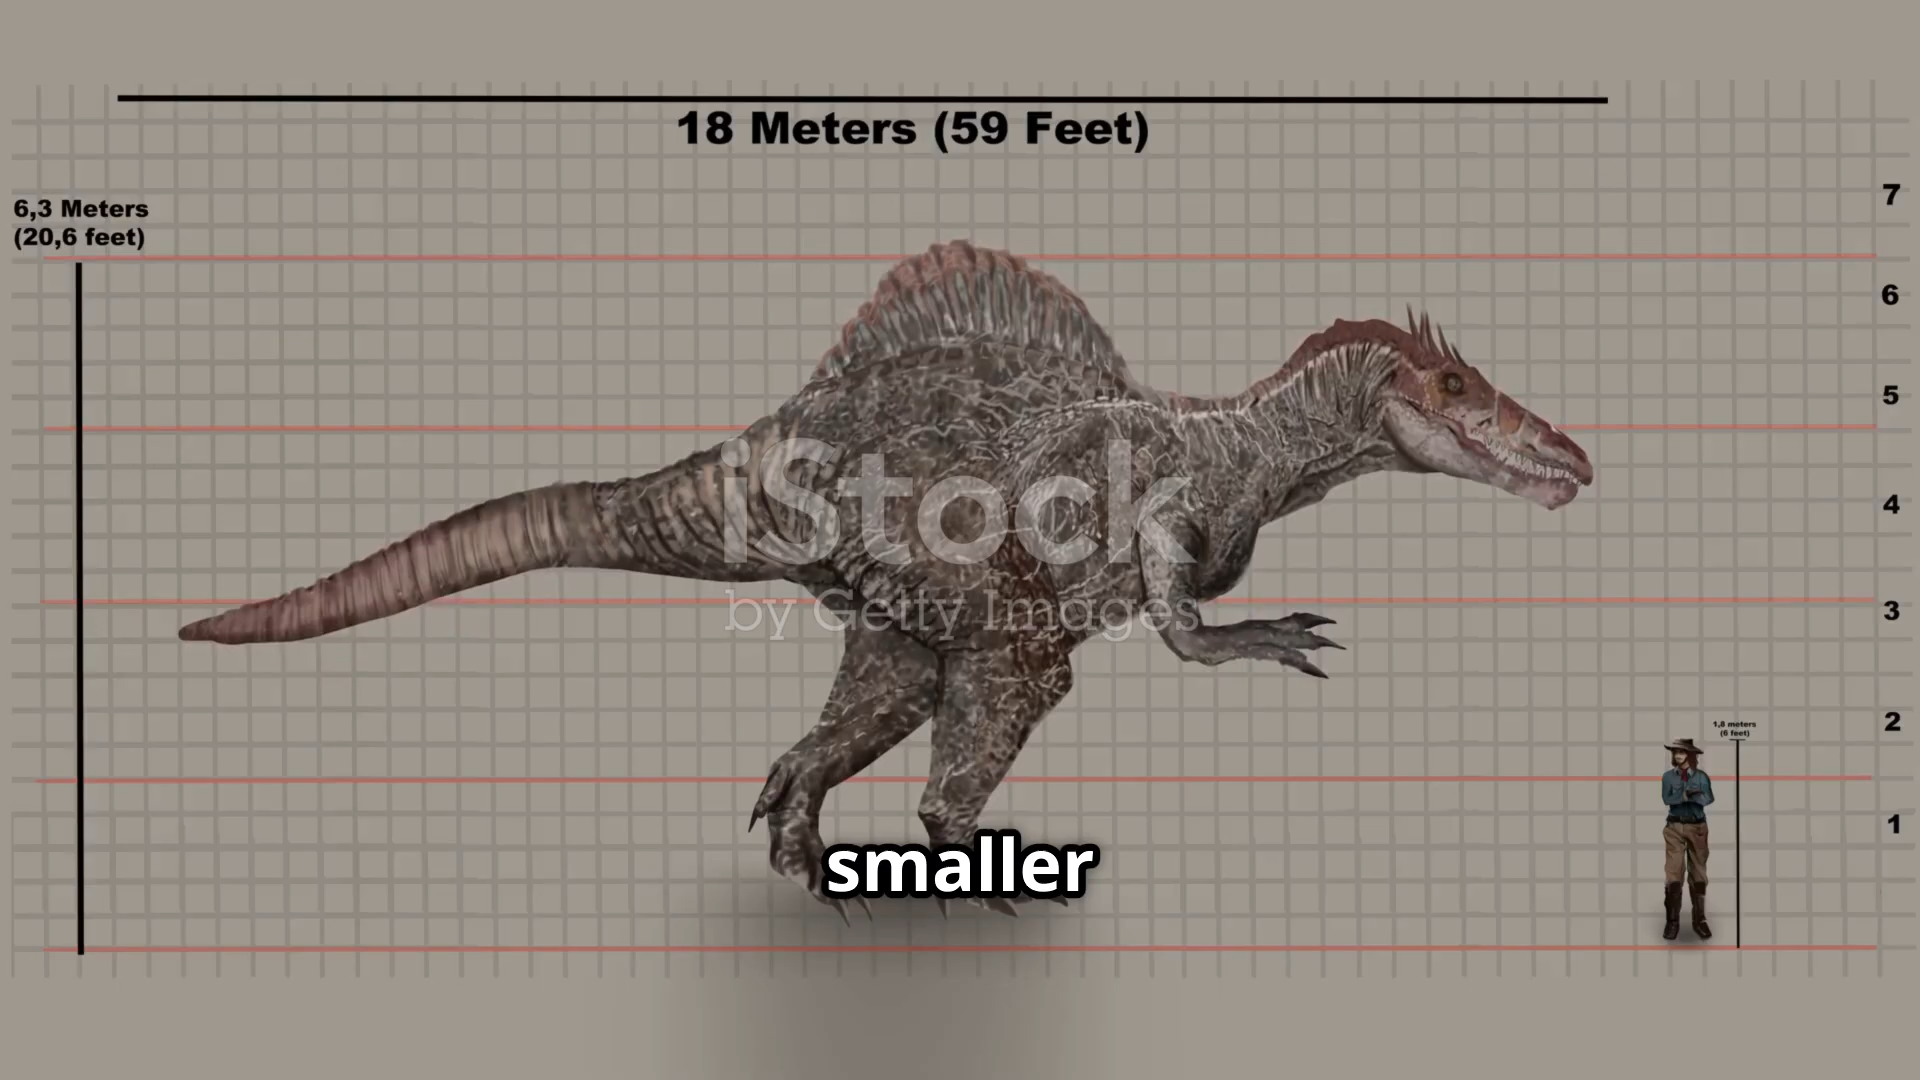 18 Meters (59 Feet)
6,3 Meters
(20,6 feet)
7
6
5
4
3
2
1
iStock
by Getty Images
1,8 meters
(6 feet)
smaller